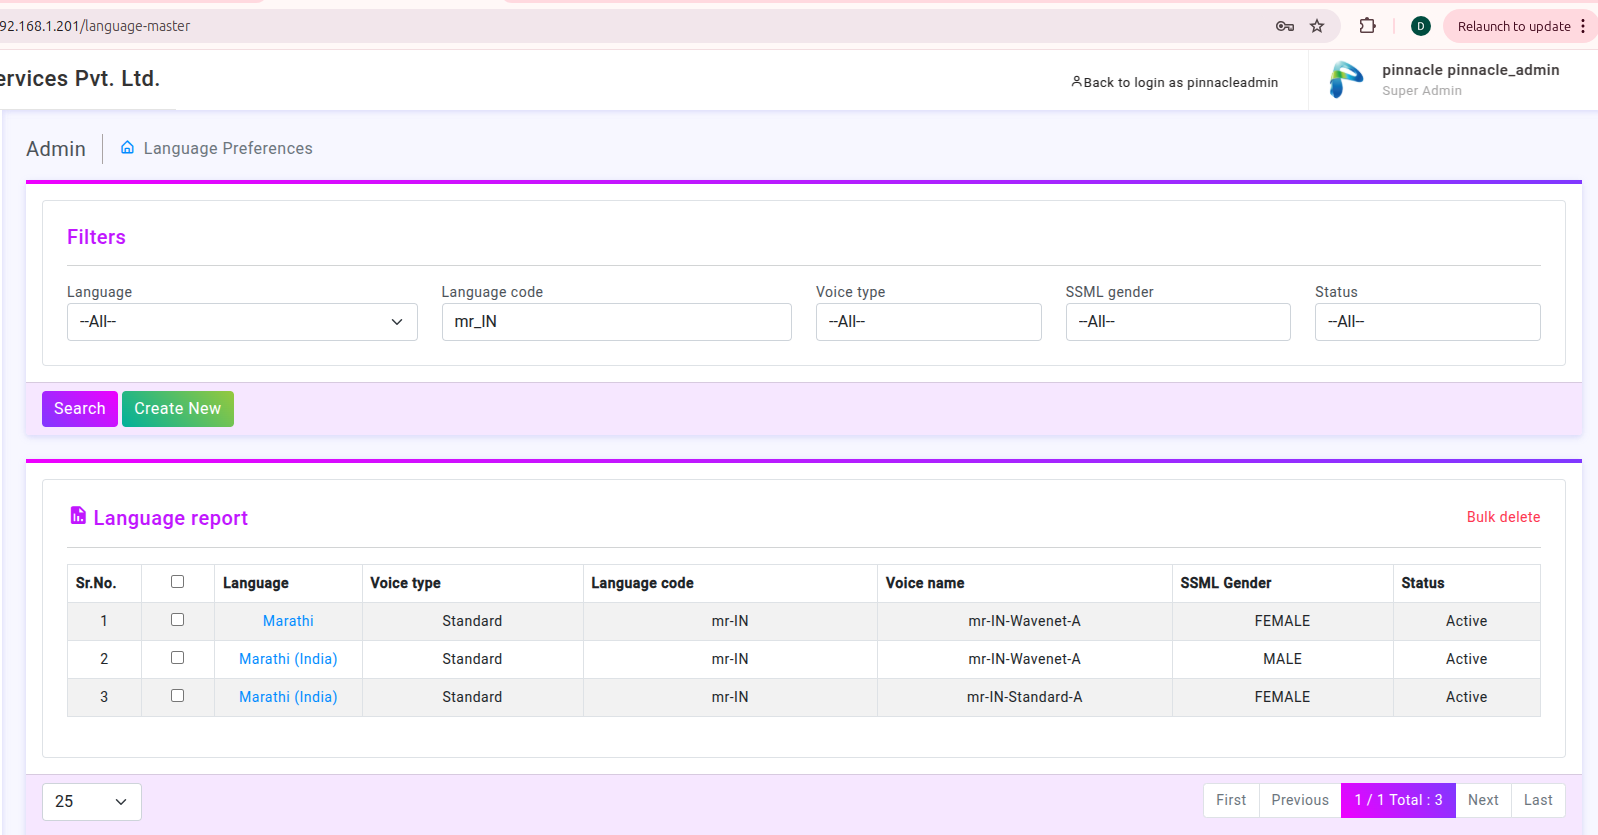 92.168.1.201/language-master
D
Relaunch to update
ervices Pvt. Ltd.
Back to login as pinnacleadmin
pinnacle pinnacle_admin
Super Admin
Admin
Language Preferences
Filters
Language
Language code
Voice type
SSML gender
Status
--All--
mr_IN
--All--
--All--
--All--
Search
Create New
Language report
Bulk delete
Sr.No. Language Voice type Language code Voice name SSML Gender Status
1 Marathi Standard mr-IN mr-IN-Wavenet-A FEMALE Active
2 Marathi (India) Standard mr-IN mr-IN-Wavenet-A MALE Active
3 Marathi (India) Standard mr-IN mr-IN-Standard-A FEMALE Active
25
First Previous 1 / 1 Total : 3 Next Last